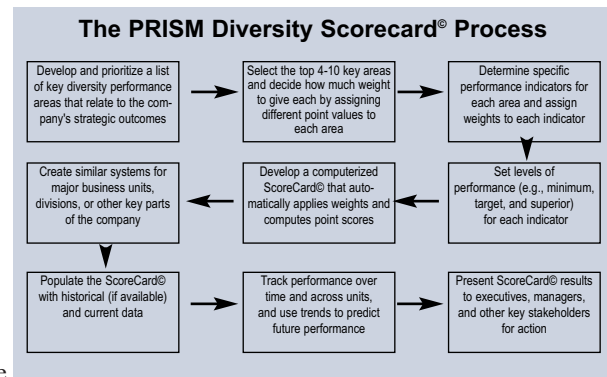 The PRISM Diversity Scorecard© Process
Develop and prioritize a list
of key diversity performance
areas that relate to the com-
pany's strategic outcomes
Select the top 4-10 key areas
and decide how much weight
to give each by assigning
different point values to
each area
Determine specific
performance indicators for
each area and assign
weights to each indicator
Set levels of
performance (e.g., minimum,
target, and superior)
for each indicator
Develop a computerized
ScoreCard© that auto-
matically applies weights and
computes point scores
Create similar systems for
major business units,
divisions, or other key parts
of the company
Populate the ScoreCard©
with historical (if available)
and current data
Track performance over
time and across units,
and use trends to predict
future performance
Present ScoreCard© results
to executives, managers,
and other key stakeholders
for action